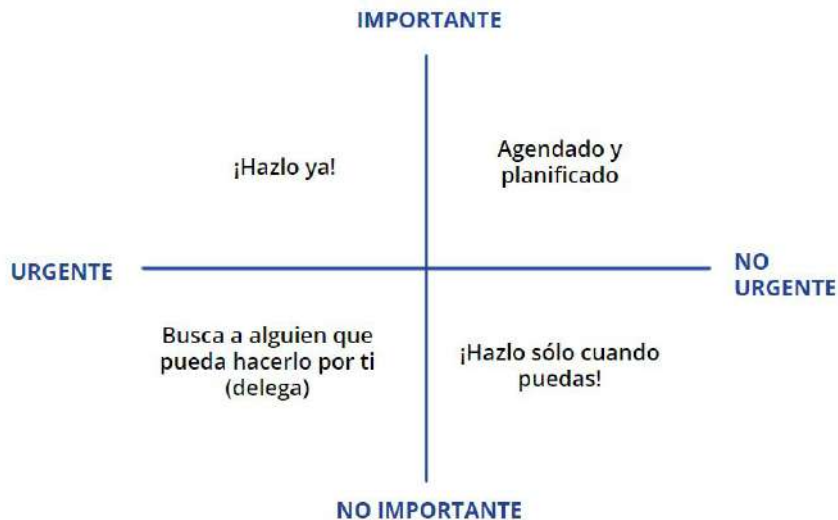 IMPORTANTE
¡Hazlo ya!
Agendado y
planificado
URGENTE
NO
URGENTE
Busca a alguien que
pueda hacerlo por ti
(delega)
¡Hazlo sólo cuando
puedas!
NO IMPORTANTE